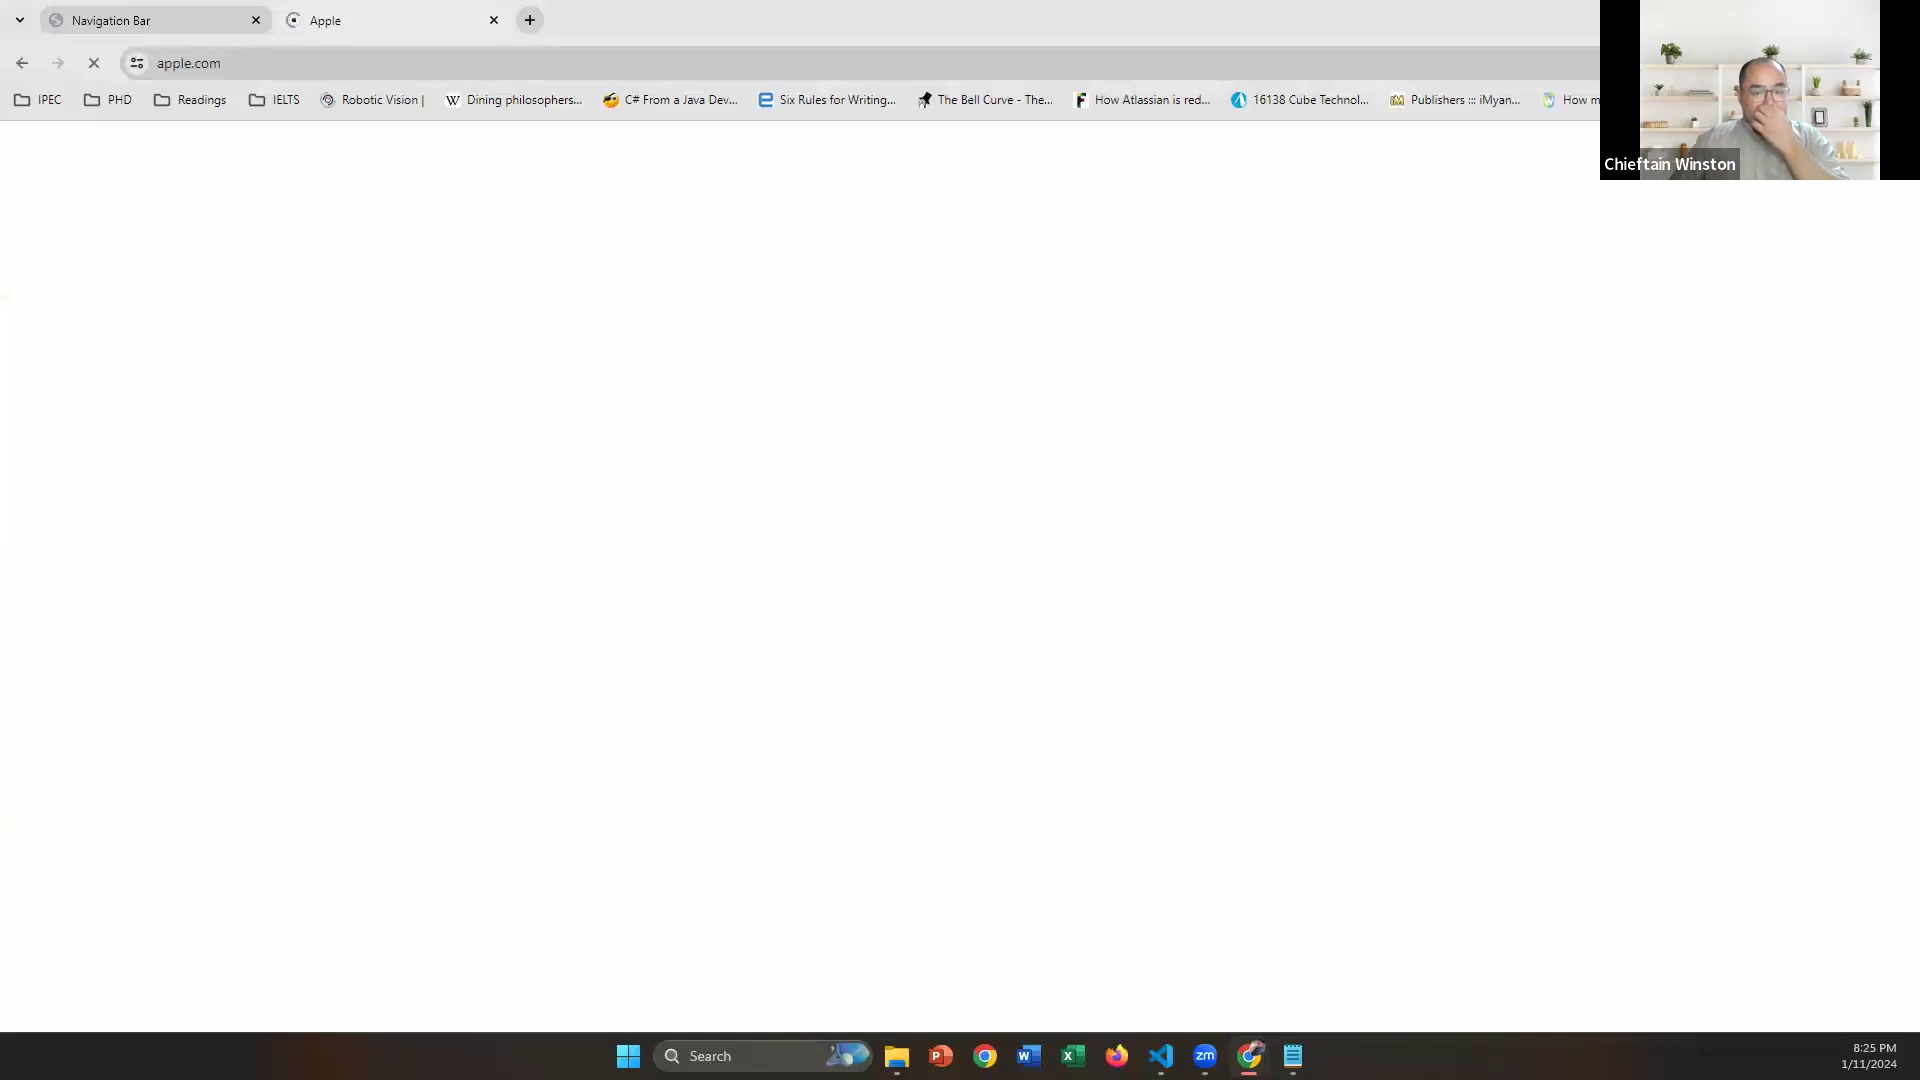 Navigation Bar
Apple
apple.com
IPEC
PHD
Readings
IELTS
Robotic Vision |
Dining philosophers...
C# From a Java Dev...
Six Rules for Writing...
The Bell Curve - The...
How Atlassian is red...
16138 Cube Technol...
Publishers ::: iMyan...
How m
Chieftain Winston
Search
zm
8:25 PM
1/11/2024